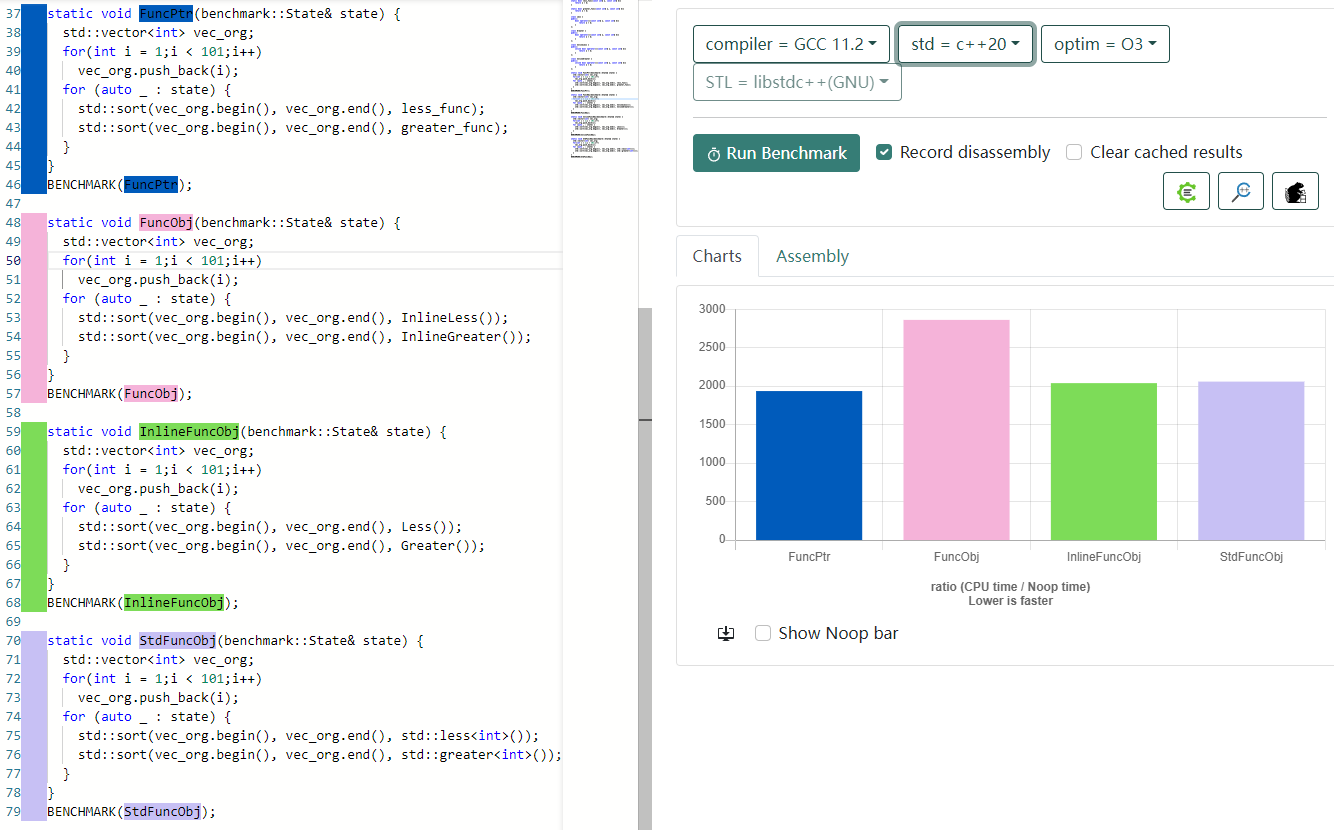 37 static void FuncPtr(benchmark::State& state) {
38 std::vector<int> vec_org;
39 for(int i = 1;i < 101;i++)
40 vec_org.push_back(i);
41 for (auto _ : state) {
42 std::sort(vec_org.begin(), vec_org.end(), less_func);
43 std::sort(vec_org.begin(), vec_org.end(), greater_func);
44 }
45 }
46 BENCHMARK(FuncPtr);
47
48 static void FuncObj(benchmark::State& state) {
49 std::vector<int> vec_org;
50 for(int i = 1;i < 101;i++)
51 vec_org.push_back(i);
52 for (auto _ : state) {
53 std::sort(vec_org.begin(), vec_org.end(), InlineLess());
54 std::sort(vec_org.begin(), vec_org.end(), InlineGreater());
55 }
56 }
57 BENCHMARK(FuncObj);
58
59 static void InlineFuncObj(benchmark::State& state) {
60 std::vector<int> vec_org;
61 for(int i = 1;i < 101;i++)
62 vec_org.push_back(i);
63 for (auto _ : state) {
64 std::sort(vec_org.begin(), vec_org.end(), Less());
65 std::sort(vec_org.begin(), vec_org.end(), Greater());
66 }
67 }
68 BENCHMARK(InlineFuncObj);
69
70 static void StdFuncObj(benchmark::State& state) {
71 std::vector<int> vec_org;
72 for(int i = 1;i < 101;i++)
73 vec_org.push_back(i);
74 for (auto _ : state) {
75 std::sort(vec_org.begin(), vec_org.end(), std::less<int>());
76 std::sort(vec_org.begin(), vec_org.end(), std::greater<int>());
77 }
78 }
79 BENCHMARK(StdFuncObj);
compiler = GCC 11.2 std = c++20 optim = O3
STL = libstdc++(GNU)
Run Benchmark Record disassembly Clear cached results
Charts Assembly
3000
2500
2000
1500
1000
500
0
FuncPtr FuncObj InlineFuncObj StdFuncObj
ratio (CPU time / Noop time)
Lower is faster
Show Noop bar